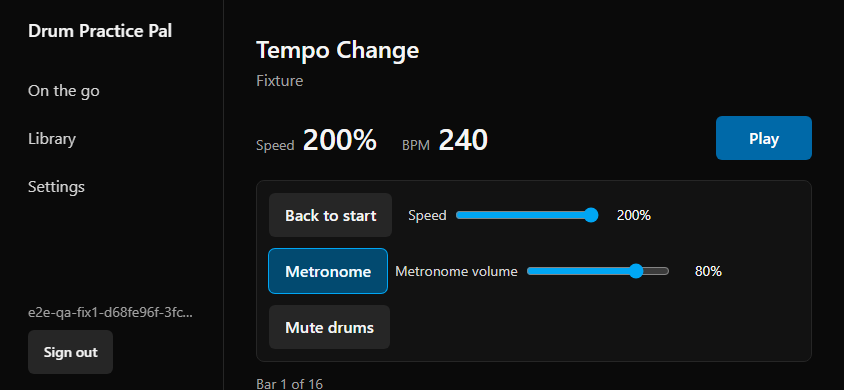 Drum Practice Pal
On the go
Library
Settings
e2e-qa-fix1-d68fe96f-3fc...
Sign out
Tempo Change
Fixture
Speed 200% BPM 240
Play
Back to start Speed 200%
Metronome Metronome volume 80%
Mute drums
Bar 1 of 16